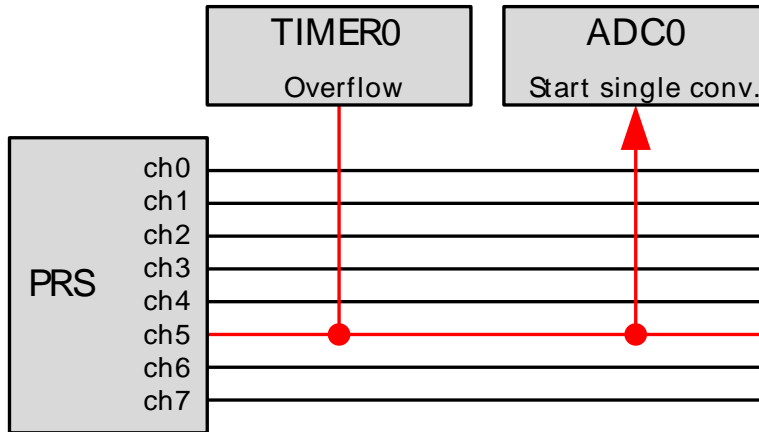 TIMER0
Overflow
ADC0
Start single conv.
PRS
ch0
ch1
ch2
ch3
ch4
ch5
ch6
ch7